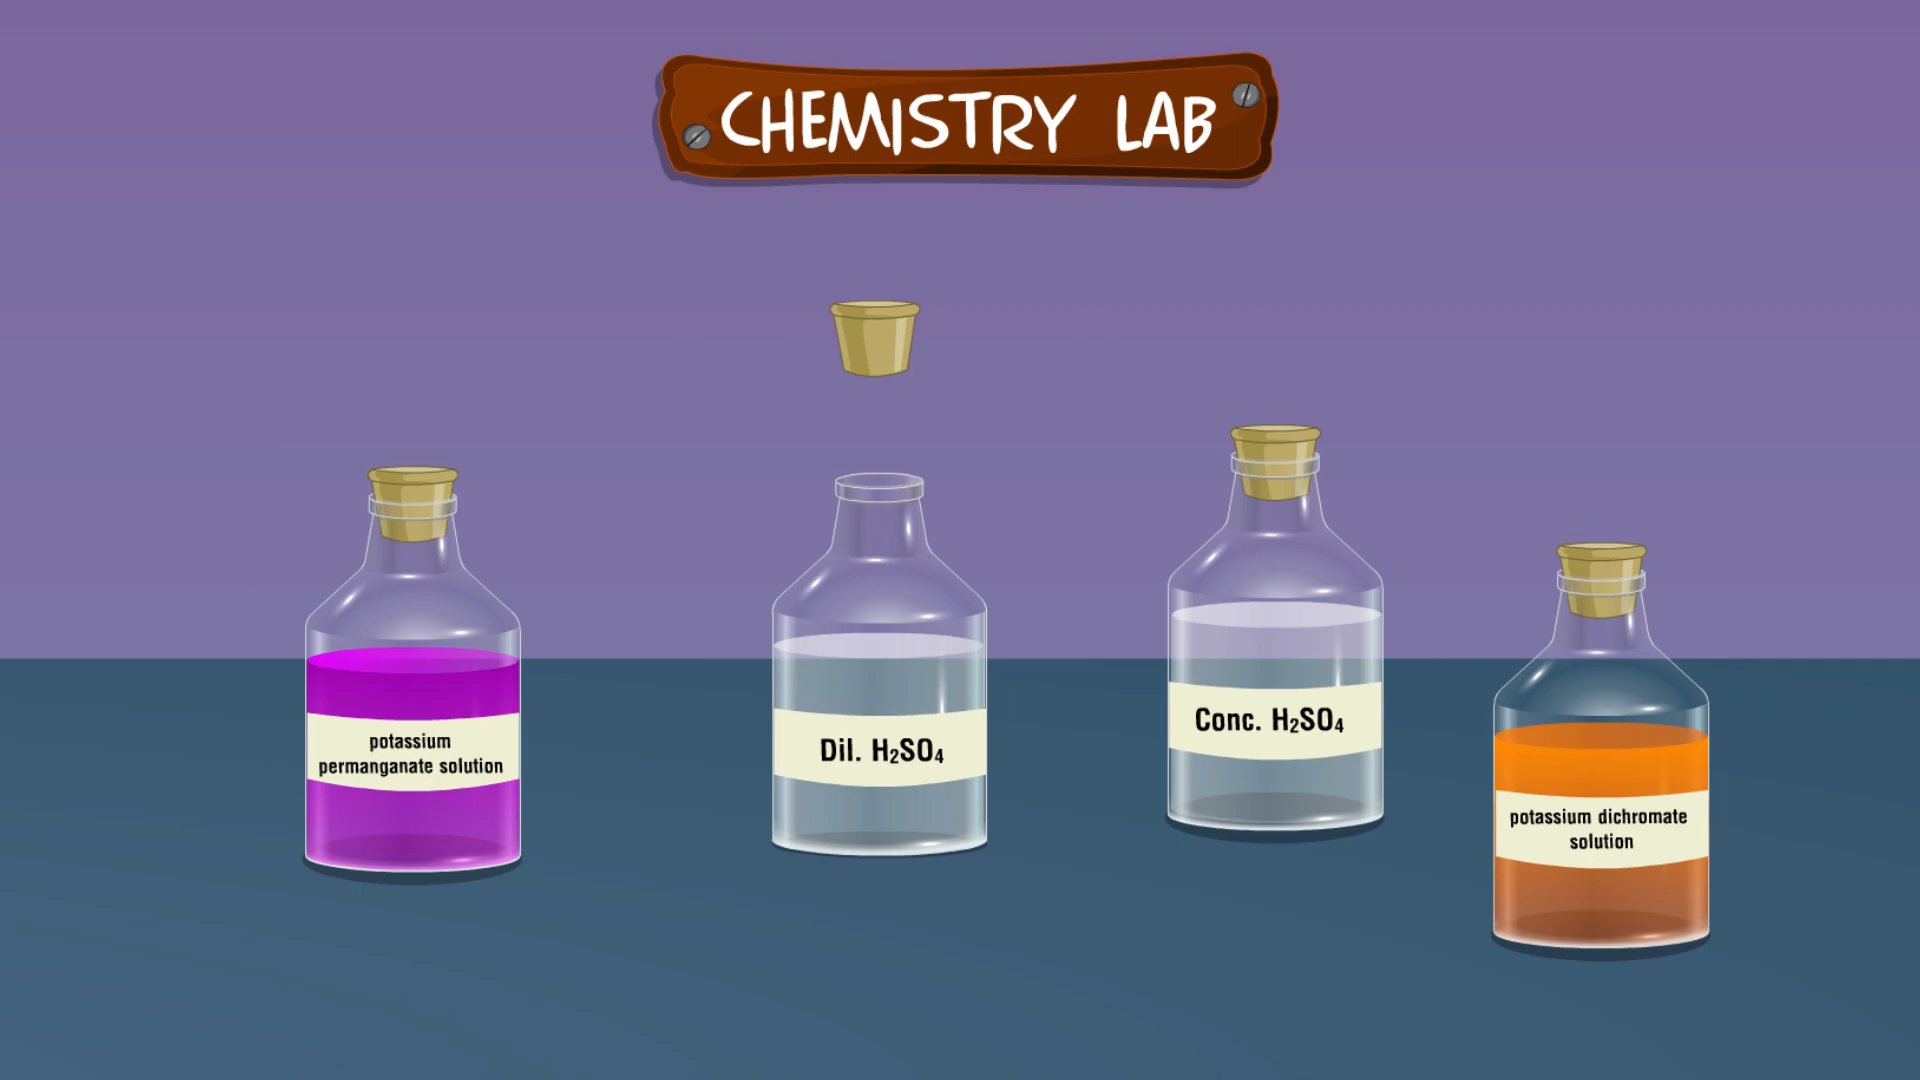 CHEMISTRY LAB
potassium
permanganate solution
Dil. H₂SO₄
Conc. H₂SO₄
potassium dichromate
solution